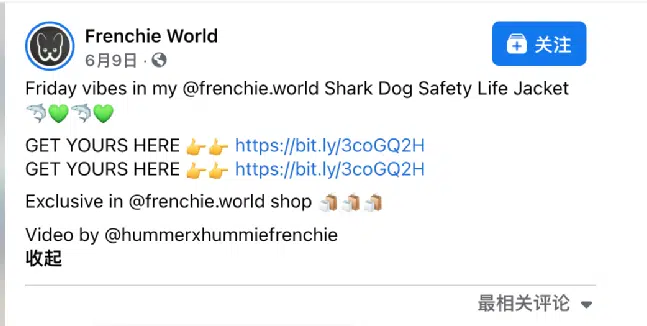 Frenchie World
6月9日 ·
关注
Friday vibes in my @frenchie.world Shark Dog Safety Life Jacket
🦈💚🦈💚
GET YOURS HERE 👉👉 https://bit.ly/3coGQ2H
GET YOURS HERE 👉👉 https://bit.ly/3coGQ2H
Exclusive in @frenchie.world shop 🛍🛍🛍
Video by @hummerxhummiefrenchie
收起
最相关评论